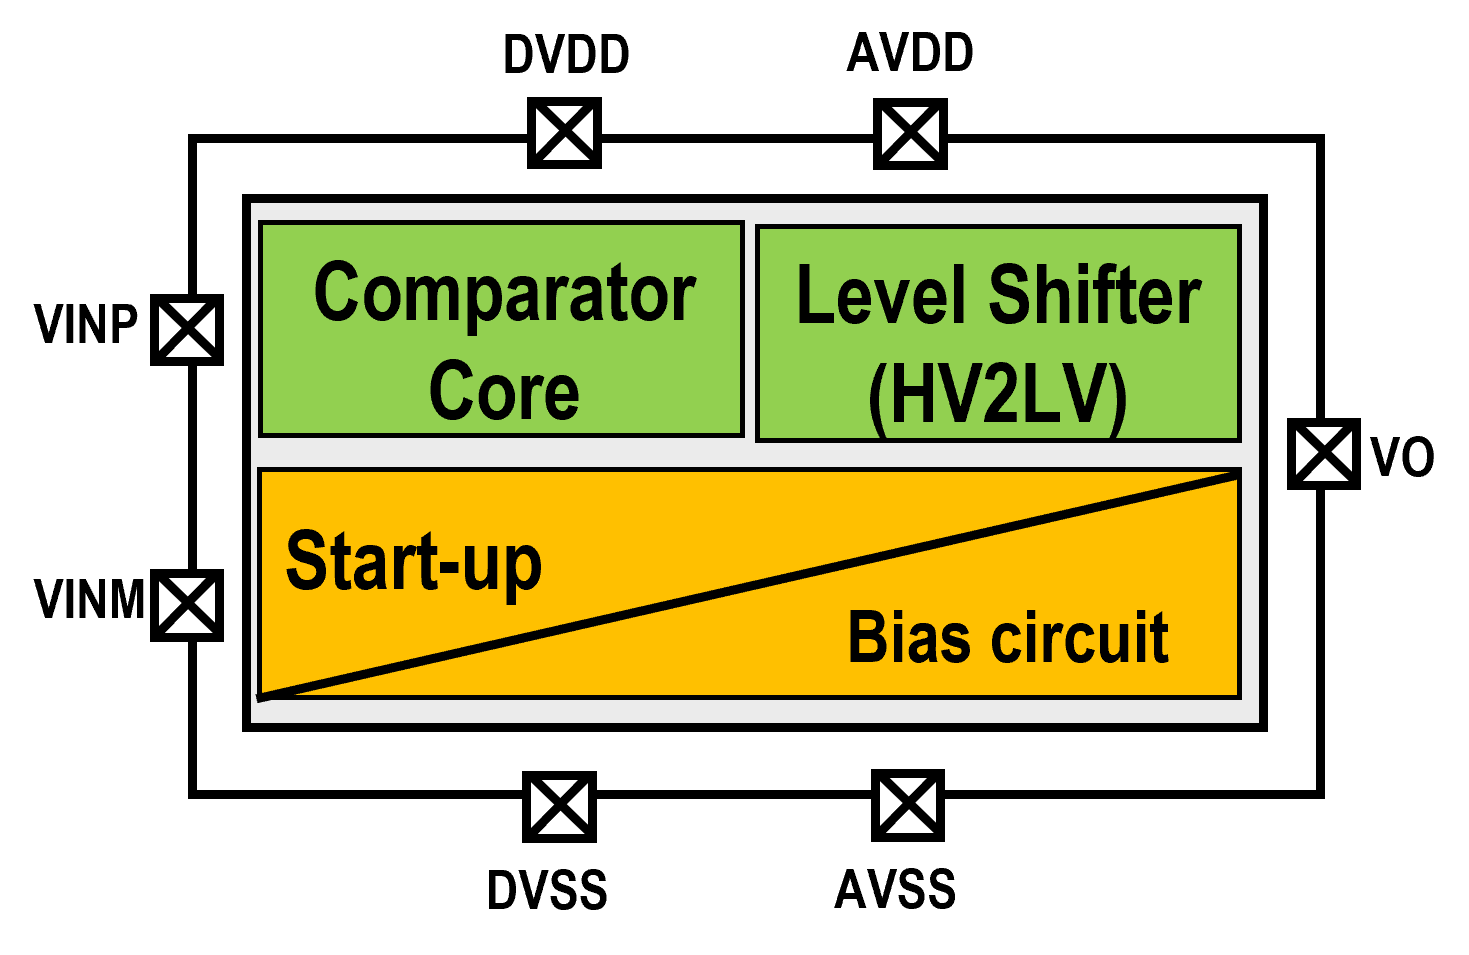 DVDD
AVDD
VINP
Comparator
Core
Level Shifter
(HV2LV)
VO
VINM
Start-up
Bias circuit
DVSS
AVSS